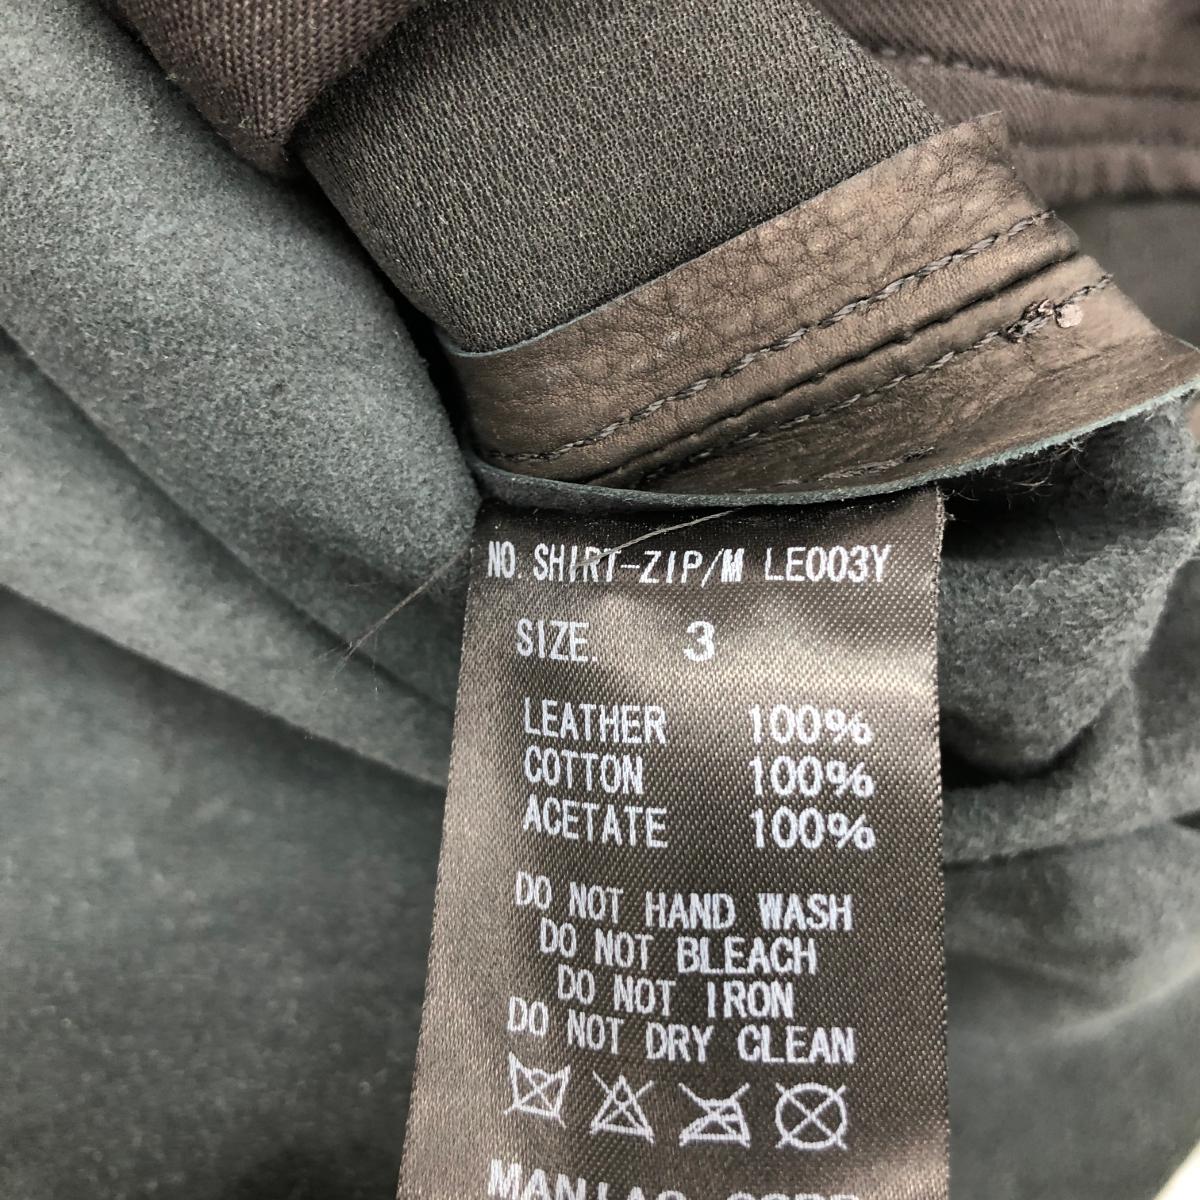 NO. SHIRT-ZIP/M LE003Y
SIZE. 3
LEATHER 100%
COTTON 100%
ACETATE 100%
DO NOT HAND WASH
DO NOT BLEACH
DO NOT IRON
DO NOT DRY CLEAN